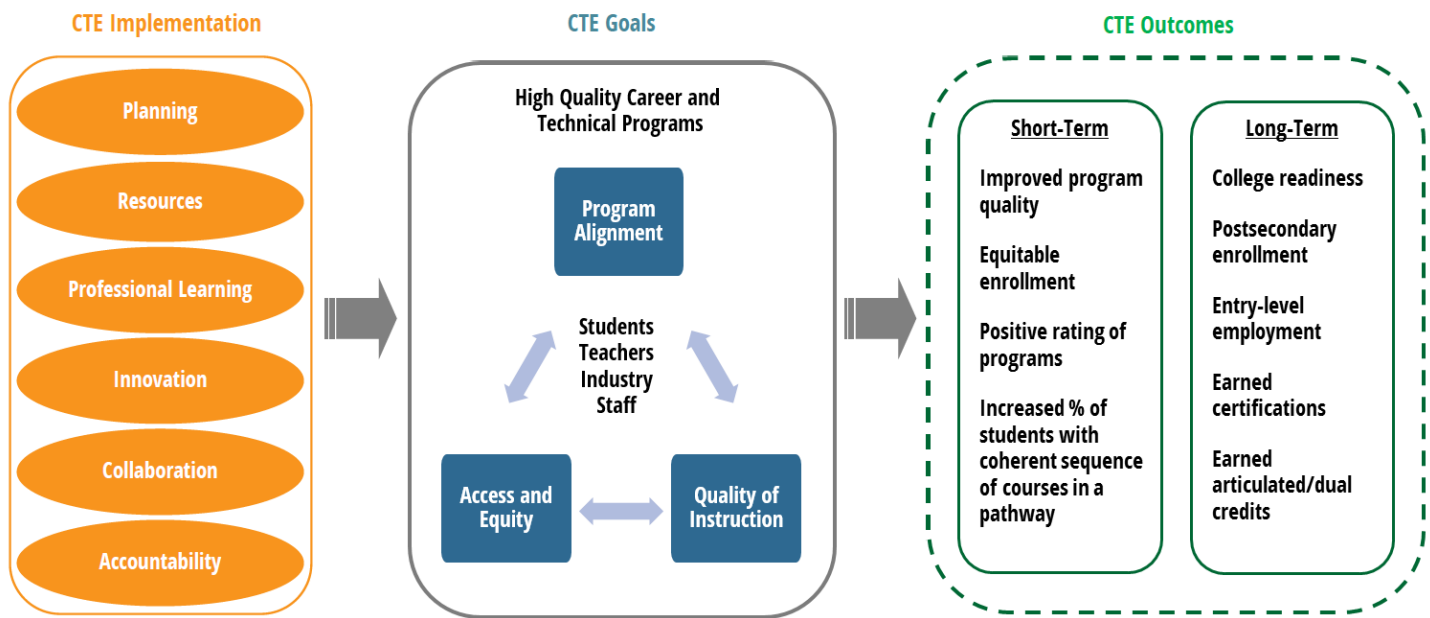 CTE Implementation
Planning
Resources
Professional Learning
Innovation
Collaboration
Accountability
CTE Goals
High Quality Career and
Technical Programs
Program
Alignment
Students
Teachers
Industry
Staff
Access and
Equity
Quality of
Instruction
CTE Outcomes
Short-Term
Improved program
quality
Equitable
enrollment
Positive rating of
programs
Increased % of
students with
coherent sequence
of courses in a
pathway
Long-Term
College readiness
Postsecondary
enrollment
Entry-level
employment
Earned
certifications
Earned
articulated/dual
credits